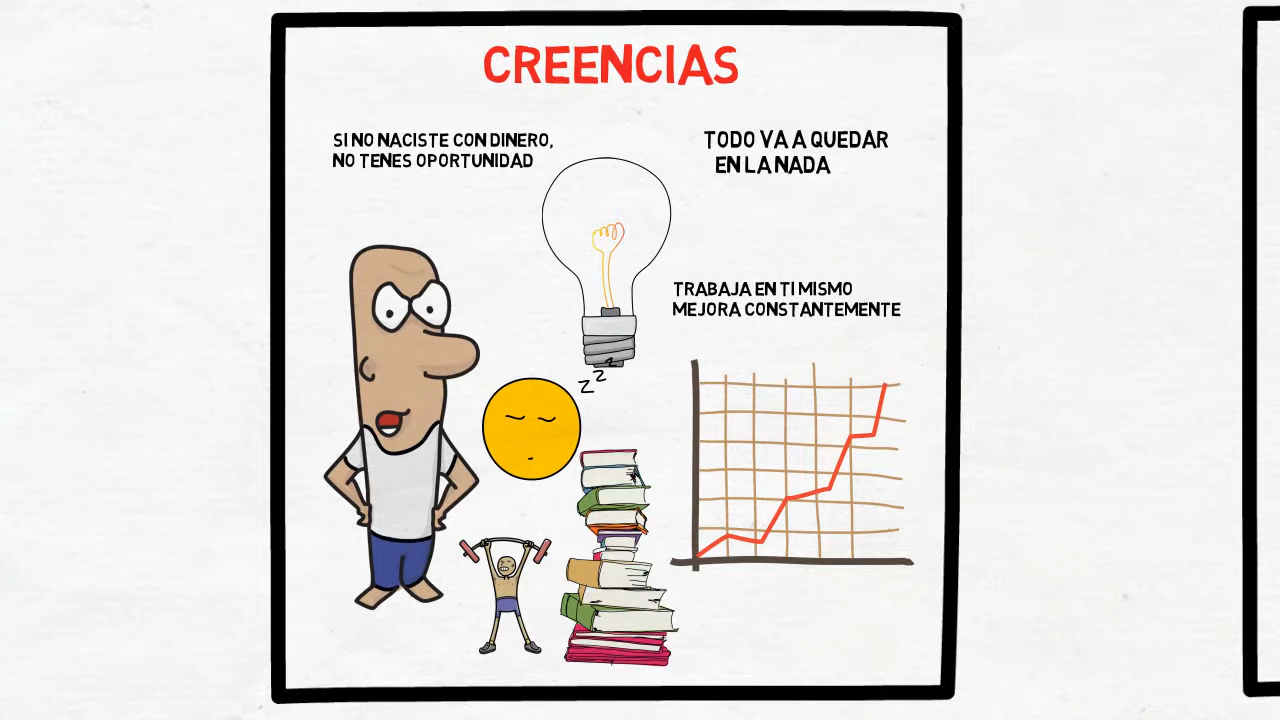 CREENCIAS
SI NO NACISTE CON DINERO,
NO TENES OPORTUNIDAD
TODO VA A QUEDAR
EN LA NADA
TRABAJA EN TI MISMO
MEJORA CONSTANTEMENTE
Z Z Z